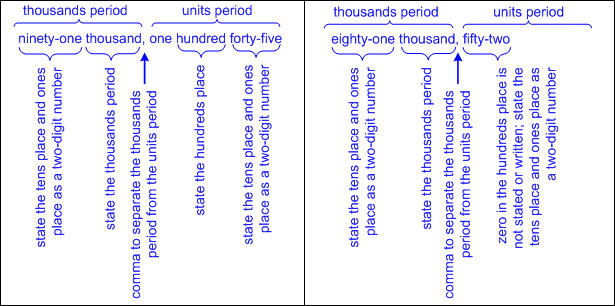 thousands period
units period
ninety-one thousand, one hundred forty-five
state the tens place and ones
place as a two-digit number
state the thousands period
comma to separate the thousands
period from the units period
state the hundreds place
state the tens place and ones
place as a two-digit number
thousands period
units period
eighty-one thousand, fifty-two
state the tens place and ones
place as a two-digit number
state the thousands period
comma to separate the thousands
period from the units period
zero in the hundreds place is
not stated or written; state the
tens place and ones place as
a two-digit number